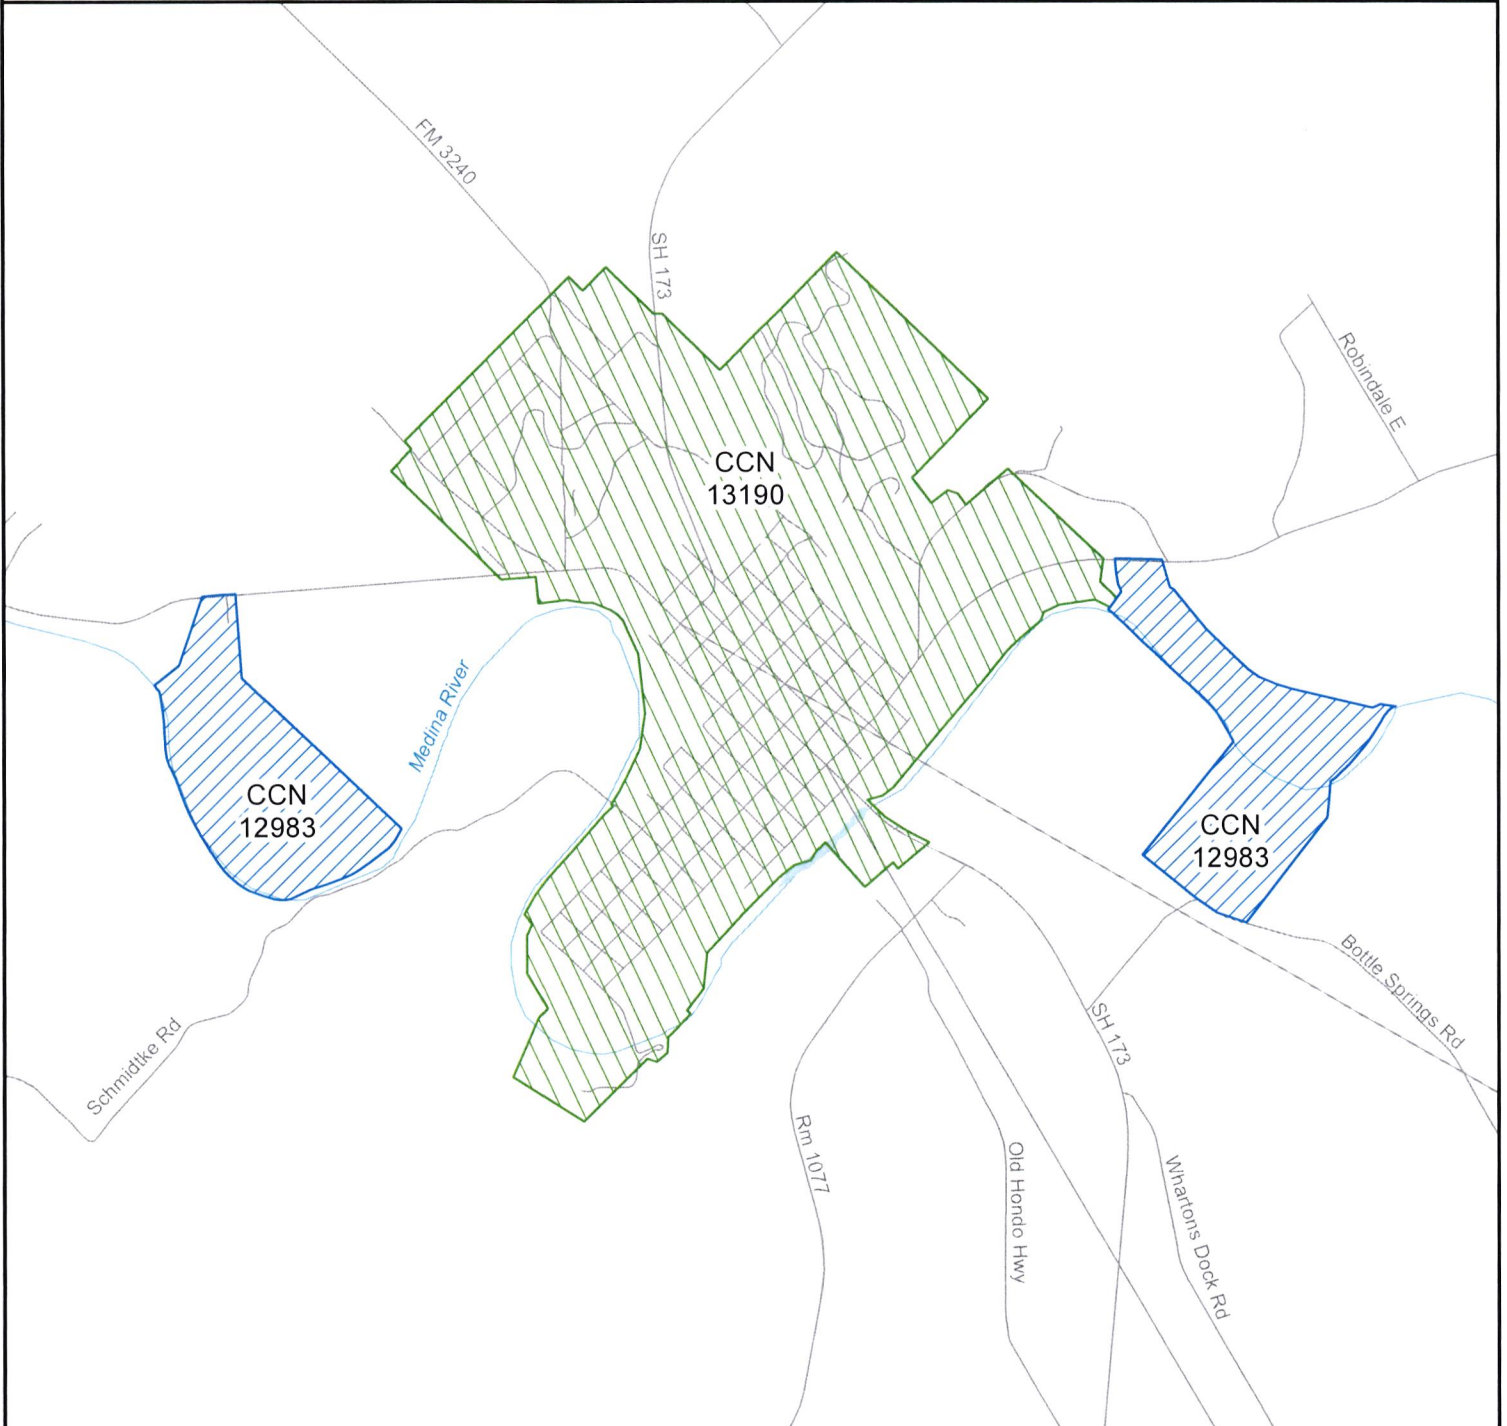 FM 3240
SH 173
Robindale E
CCN
13190
Medina River
CCN
12983
CCN
12983
Bottle Springs Rd
SH 173
Schmidtke Rd
Rm 1077
Old Hondo Hwy
Whartons Dock Rd